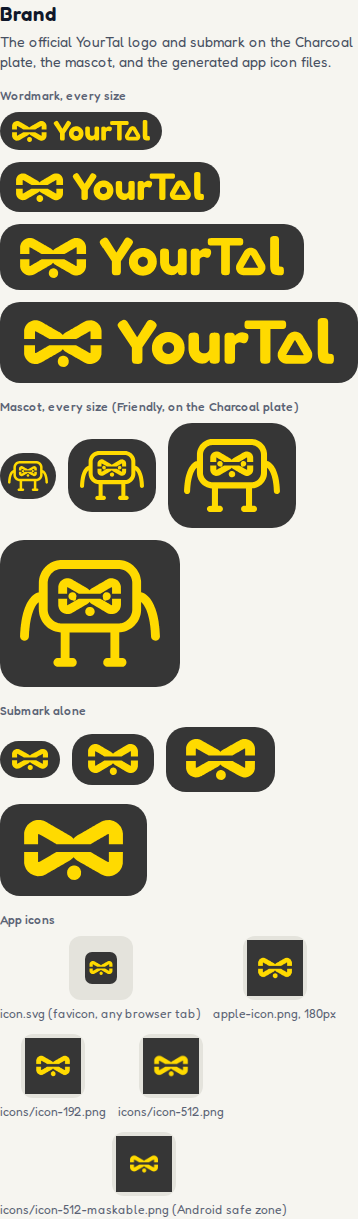 Brand
The official YourTal logo and submark on the Charcoal
plate, the mascot, and the generated app icon files.
Wordmark, every size
YourTal
YourTal
YourTal
YourTal
Mascot, every size (Friendly, on the Charcoal plate)
Submark alone
App icons
icon.svg (favicon, any browser tab)
apple-icon.png, 180px
icons/icon-192.png
icons/icon-512.png
icons/icon-512-maskable.png (Android safe zone)